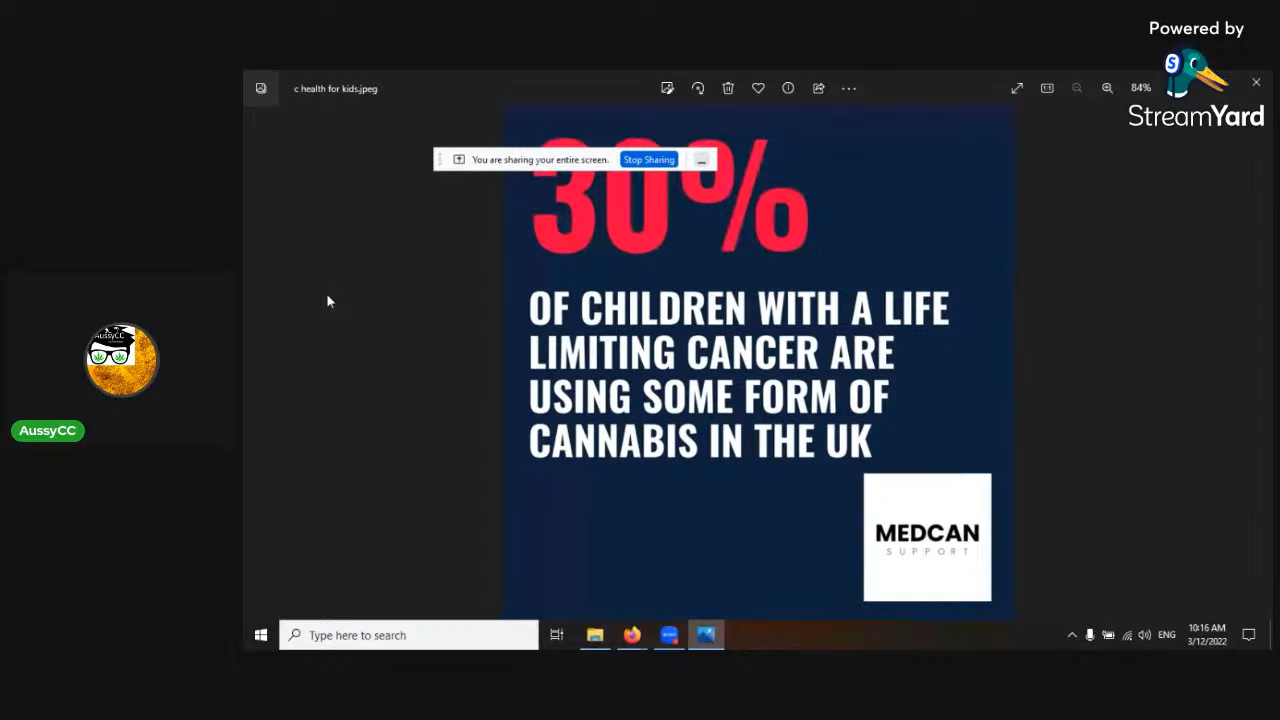 Powered by
StreamYard
c health for kids.jpeg
84%
You are sharing your entire screen.
Stop Sharing
30%
OF CHILDREN WITH A LIFE
LIMITING CANCER ARE
USING SOME FORM OF
CANNABIS IN THE UK
AussyCC
AussyCC
MEDCAN
SUPPORT
Type here to search
ENG
10:16 AM
3/12/2022